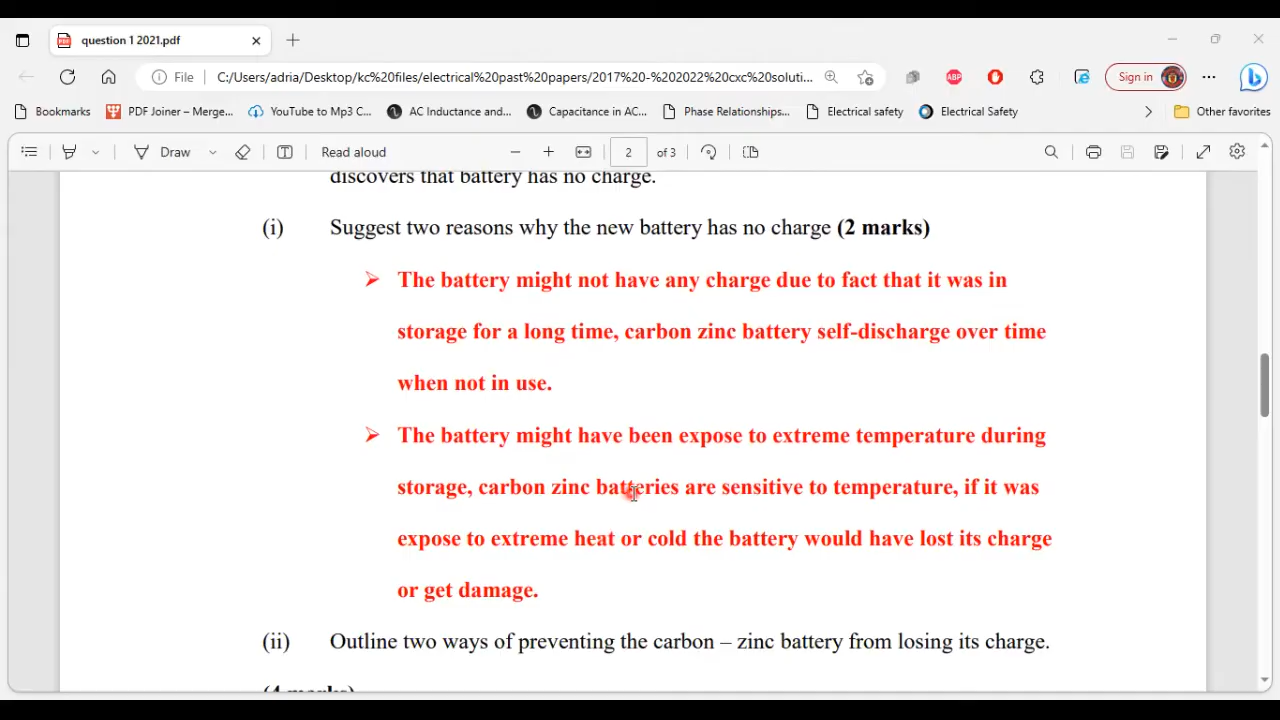 question 1 2021.pdf
File C:/Users/adria/Desktop/kc%20files/electrical%20past%20papers/2017%20-%202022%20cxc%20soluti... ABP Sign in
Bookmarks PDF Joiner – Merge... YouTube to Mp3 C... AC Inductance and... Capacitance in AC... Phase Relationships... Electrical safety Electrical Safety Other favorites
Draw Read aloud 2 of 3
discovers that battery has no charge.
(i) Suggest two reasons why the new battery has no charge (2 marks)
The battery might not have any charge due to fact that it was in
storage for a long time, carbon zinc battery self-discharge over time
when not in use.
The battery might have been expose to extreme temperature during
storage, carbon zinc batteries are sensitive to temperature, if it was
expose to extreme heat or cold the battery would have lost its charge
or get damage.
(ii) Outline two ways of preventing the carbon – zinc battery from losing its charge.
(4 marks)